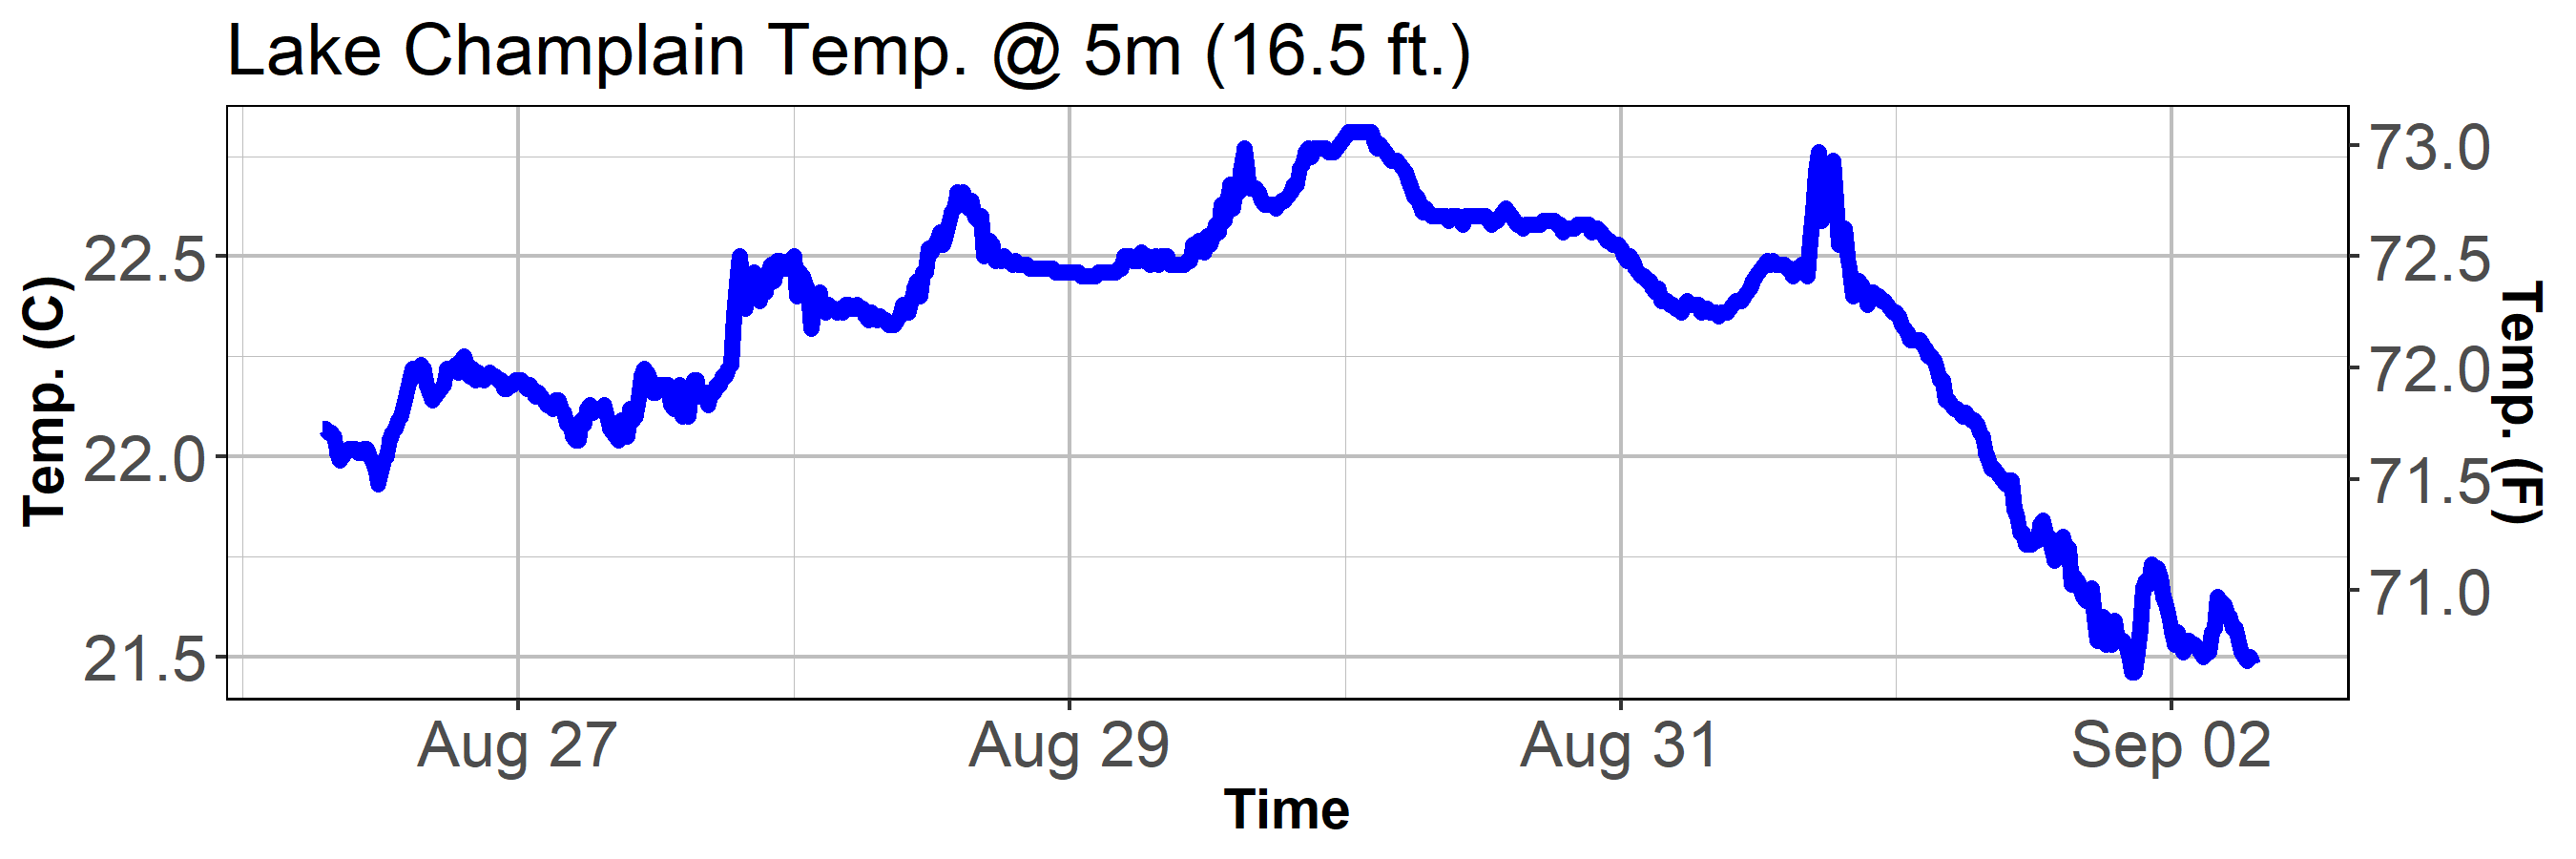 Lake Champlain Temp. @ 5m (16.5 ft.)
Temp. (C)
22.5
22.0
21.5
73.0
72.5
72.0
71.5
71.0
Temp. (F)
Aug 27 Aug 29 Aug 31 Sep 02
Time